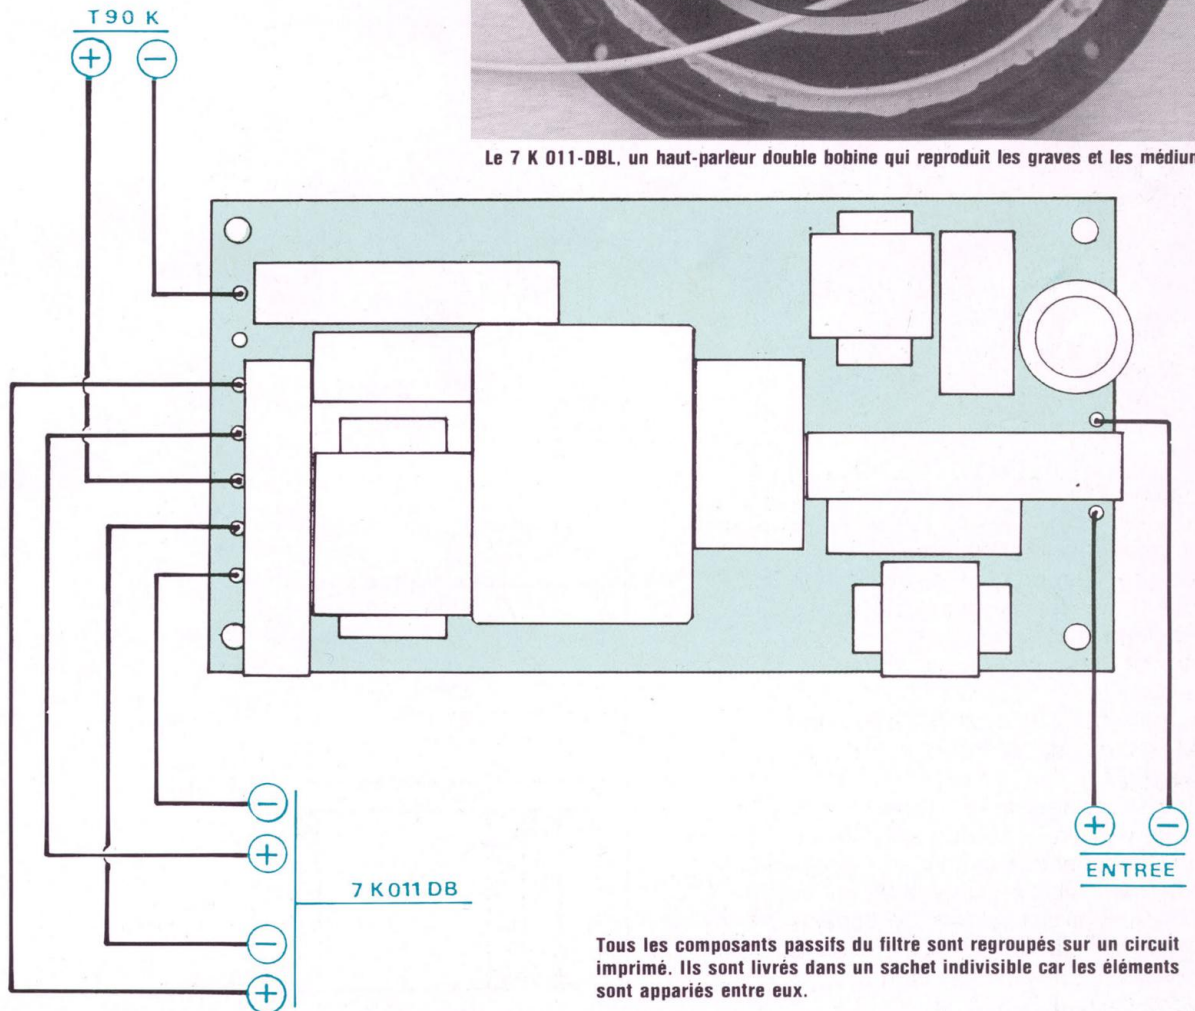 T90 K
+ −
Le 7 K 011-DBL, un haut-parleur double bobine qui reproduit les graves et les
−
+
7 K 011 DB
−
+
+ −
ENTREE
Tous les composants passifs du filtre sont regroupés sur un circuit
imprimé. Ils sont livrés dans un sachet indivisible car les éléments
sont appariés entre eux.